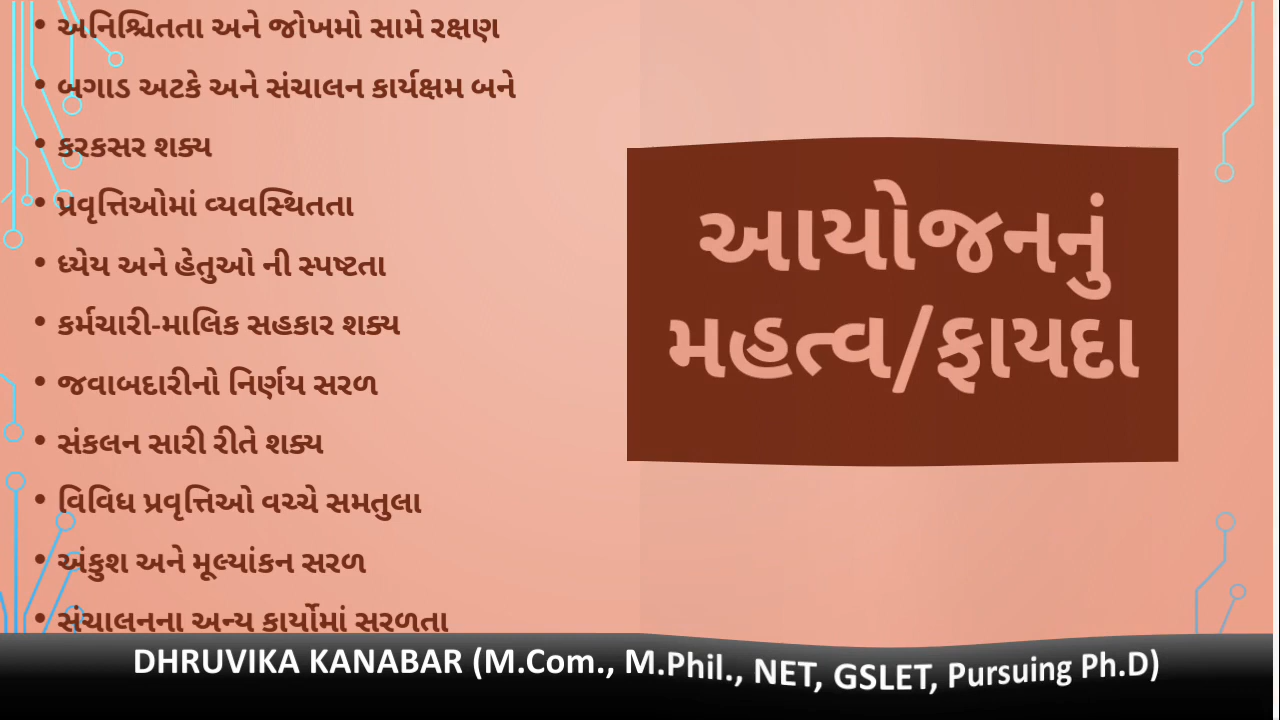 • અનિશ્ચિતતા અને જોખમો સામે રક્ષણ
• બગાડ અટકે અને સંચાલન કાર્યક્ષમ બને
• કરકસર શક્ય
• પ્રવૃત્તિઓમાં વ્યવસ્થિતતા
• ધ્યેય અને હેતુઓ ની સ્પષ્ટતા
• કર્મચારી-માલિક સહકાર શક્ય
• જવાબદારીનો નિર્ણય સરળ
• સંકલન સારી રીતે શક્ય
• વિવિધ પ્રવૃત્તિઓ વચ્ચે સમતુલા
• અંકુશ અને મૂલ્યાંકન સરળ
• સંચાલનના અન્ય કાર્યોમાં સરળતા
આયોજનનું
મહત્વ/ફાયદા
DHRUVIKA KANABAR (M.Com., M.Phil., NET, GSLET, Pursuing Ph.D)